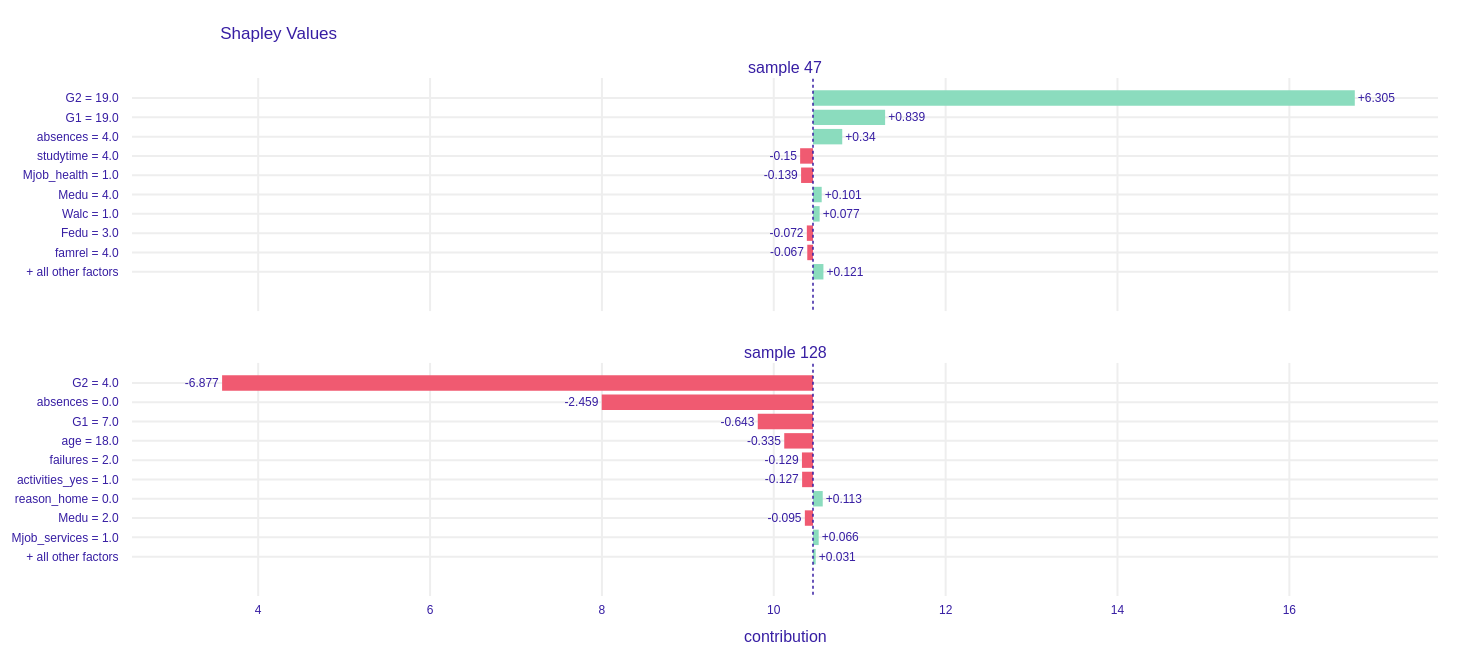 Shapley Values
sample 47
G2 = 19.0 +6.305
G1 = 19.0 +0.839
absences = 4.0 +0.34
studytime = 4.0 -0.15
Mjob_health = 1.0 -0.139
Medu = 4.0 +0.101
Walc = 1.0 +0.077
Fedu = 3.0 -0.072
famrel = 4.0 -0.067
+ all other factors +0.121
sample 128
G2 = 4.0 -6.877
absences = 0.0 -2.459
G1 = 7.0 -0.643
age = 18.0 -0.335
failures = 2.0 -0.129
activities_yes = 1.0 -0.127
reason_home = 0.0 +0.113
Medu = 2.0 -0.095
Mjob_services = 1.0 +0.066
+ all other factors +0.031
4 6 8 10 12 14 16
contribution